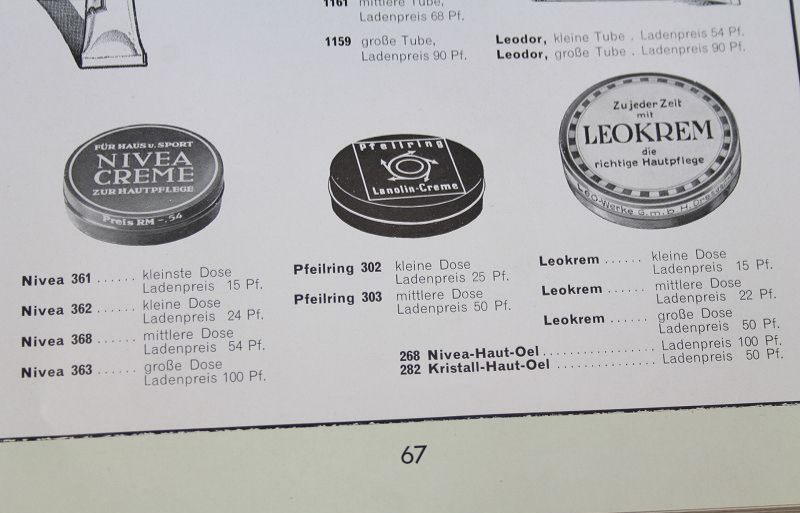 1161 mittlere Tube,
Ladenpreis 68 Pf.
1159 große Tube,
Ladenpreis 90 Pf.
Leodor, kleine Tube . Ladenpreis 54 Pf.
Leodor, große Tube . Ladenpreis 90 Pf.
FÜR HAUS u. SPORT
NIVEA
CREME
ZUR HAUTPFLEGE
Preis RM -.54
Pfeilring
Lanolin-Creme
Zu jeder Zeit
mit
LEOKREM
die
richtige Hautpflege
LEO-Werke G.m.b.H. Dresden
Nivea 361 ...... kleinste Dose
Ladenpreis 15 Pf.
Nivea 362 ...... kleine Dose
Ladenpreis 24 Pf.
Nivea 368 ...... mittlere Dose
Ladenpreis 54 Pf.
Nivea 363 ...... große Dose
Ladenpreis 100 Pf.
Pfeilring 302 kleine Dose
Ladenpreis 25 Pf.
Pfeilring 303 mittlere Dose
Ladenpreis 50 Pf.
Leokrem ...... kleine Dose
Ladenpreis 15 Pf.
Leokrem ...... mittlere Dose
Ladenpreis 22 Pf.
Leokrem ...... große Dose
Ladenpreis 50 Pf.
268 Nivea-Haut-Oel ............... Ladenpreis 100 Pf.
282 Kristall-Haut-Oel .............. Ladenpreis 50 Pf.
67